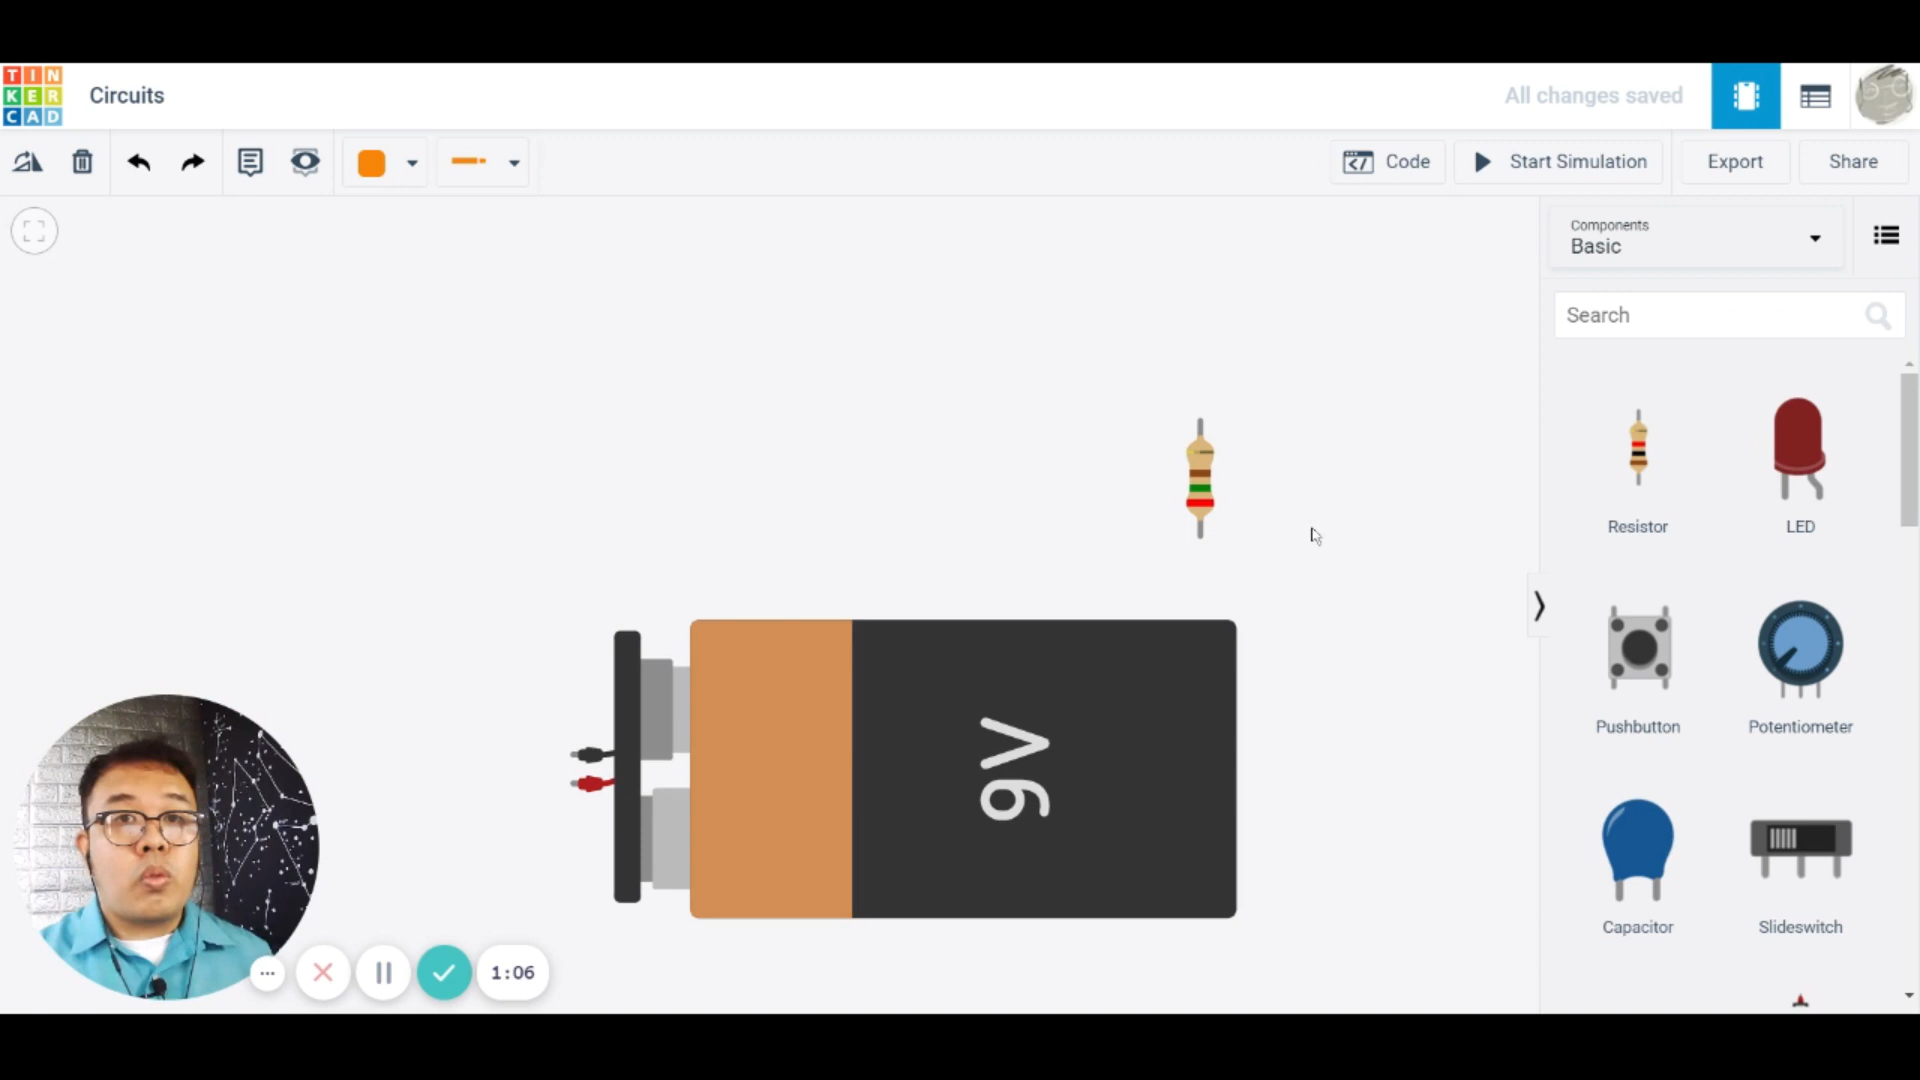 TIN
KER
CAD
Circuits
All changes saved
Code
Start Simulation
Export
Share
Components
Basic
Search
Resistor
LED
Pushbutton
Potentiometer
Capacitor
Slideswitch
9V
1:06